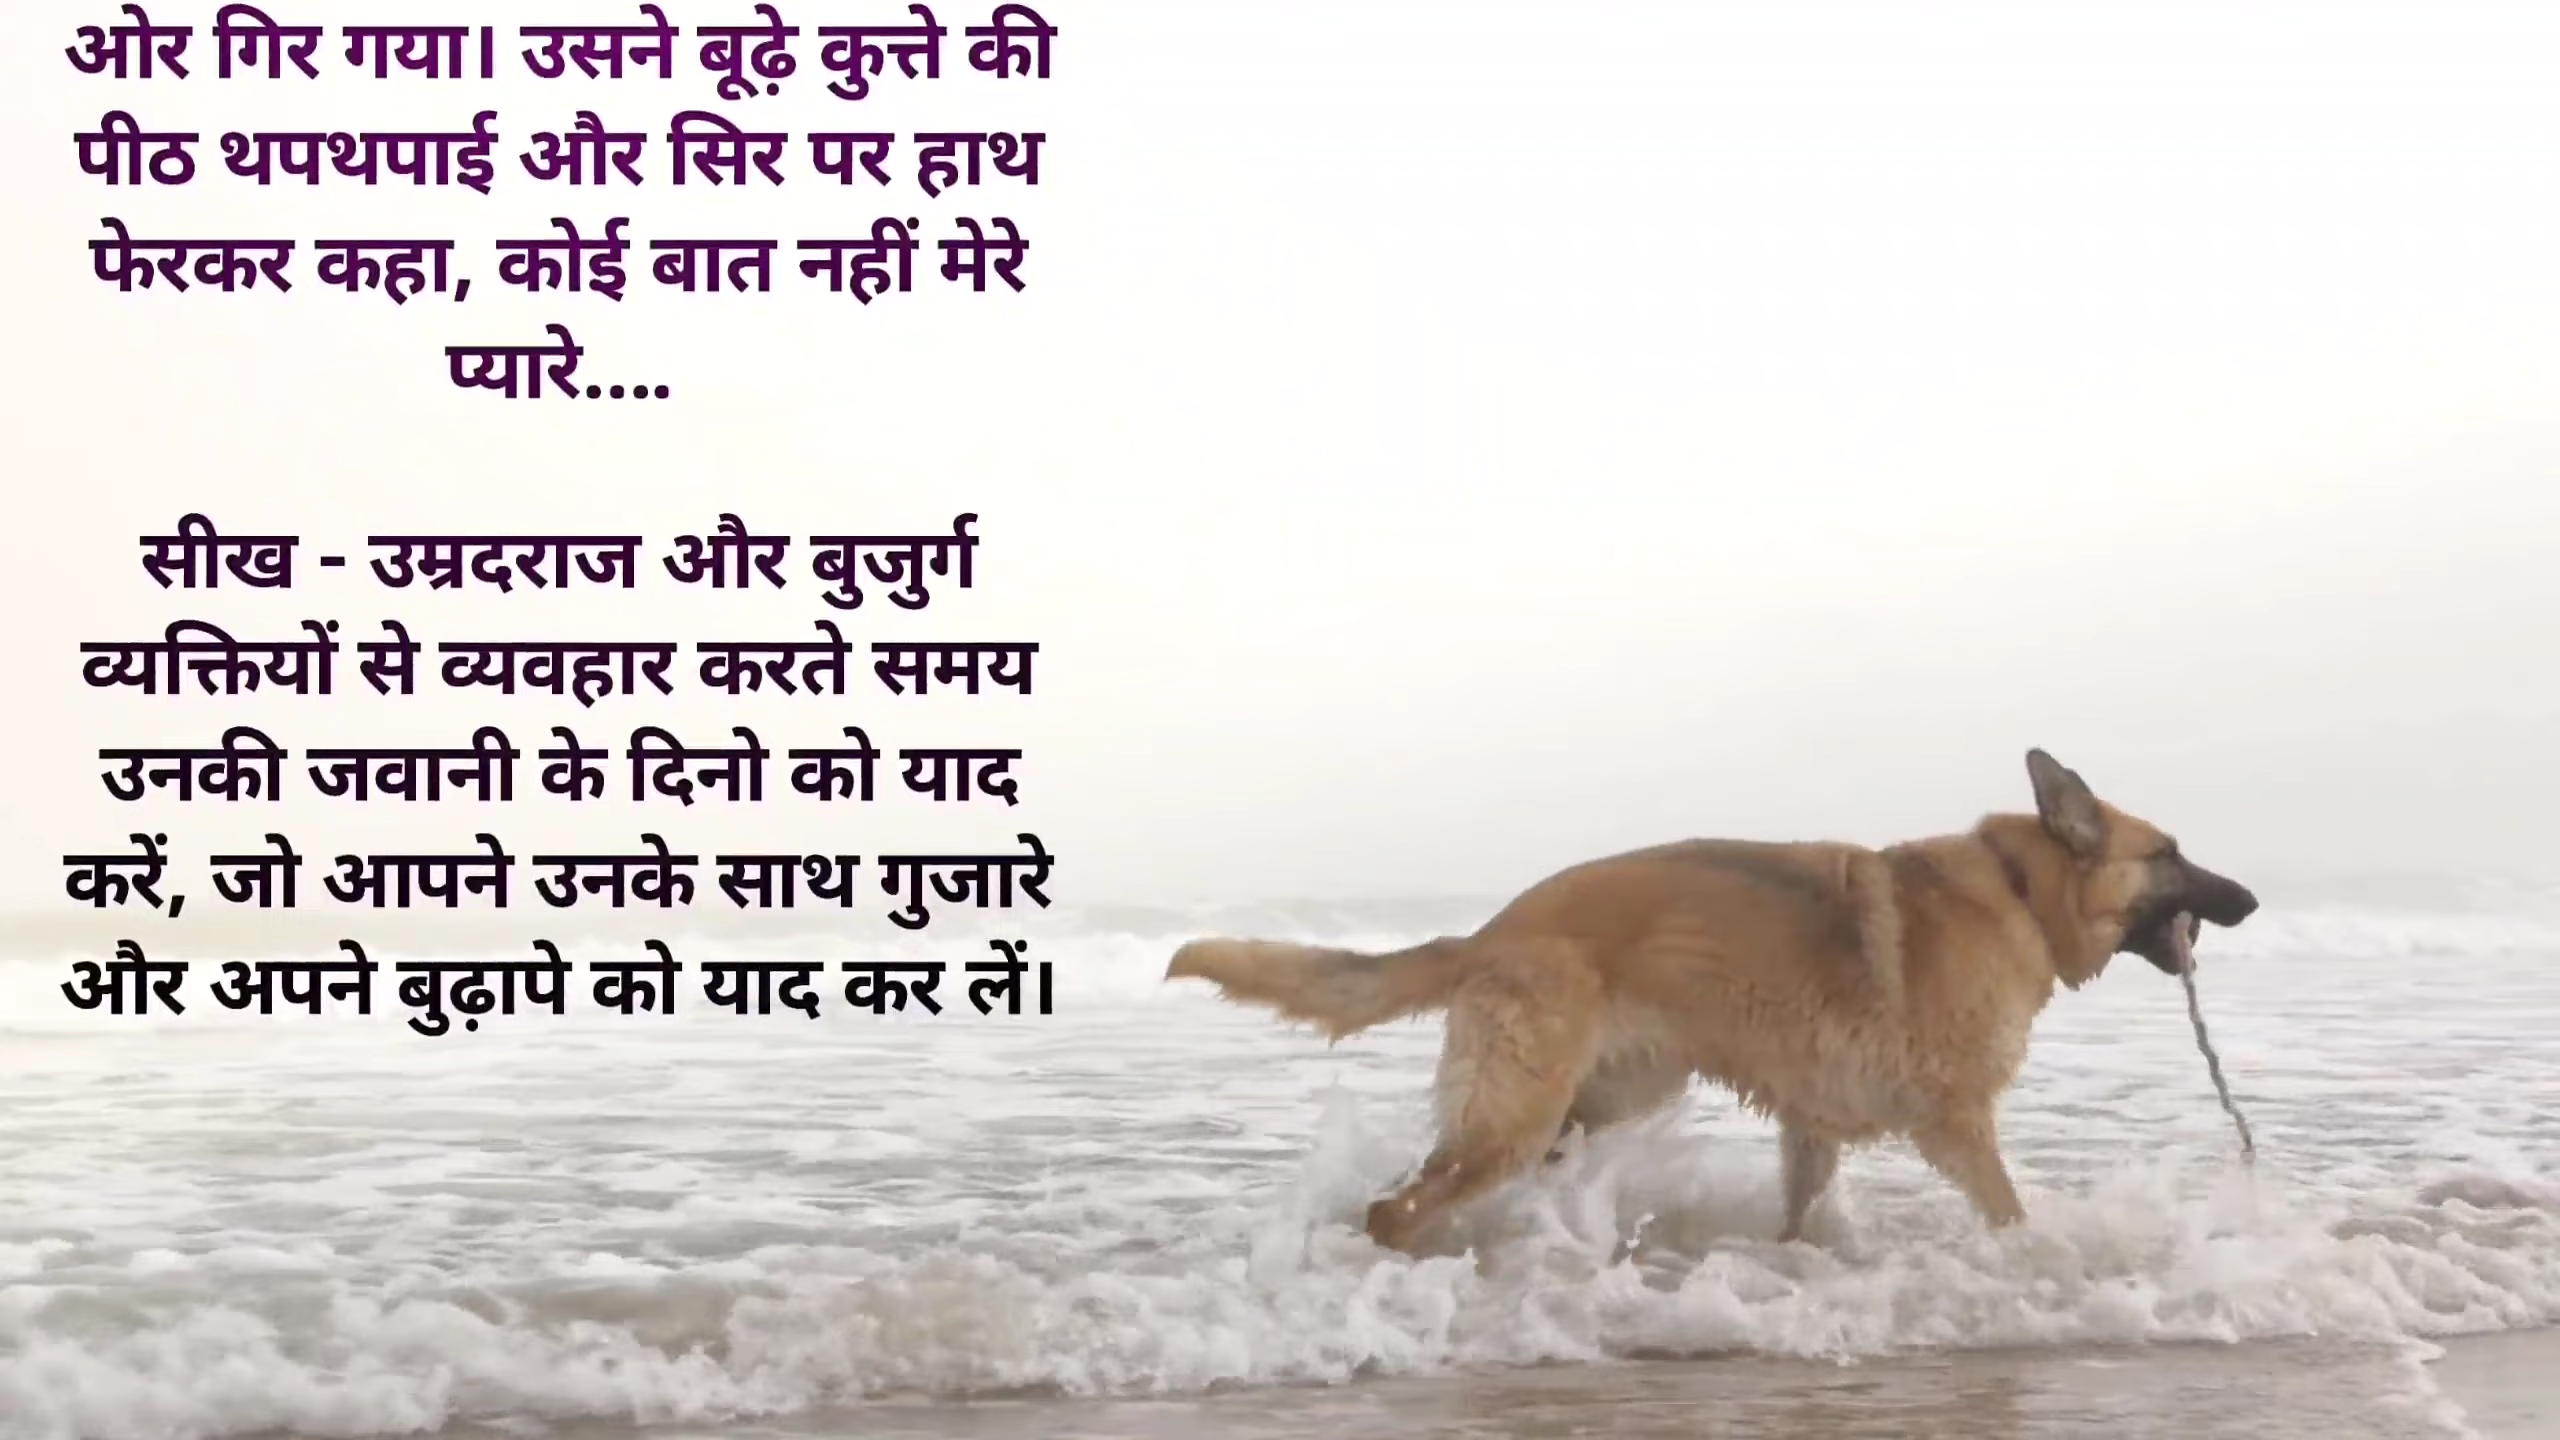 ओर गिर गया। उसने बूढ़े कुत्ते की
पीठ थपथपाई और सिर पर हाथ
फेरकर कहा, कोई बात नहीं मेरे
प्यारे....
सीख - उम्रदराज और बुजुर्ग
व्यक्तियों से व्यवहार करते समय
उनकी जवानी के दिनो को याद
करें, जो आपने उनके साथ गुजारे
और अपने बुढ़ापे को याद कर लें।